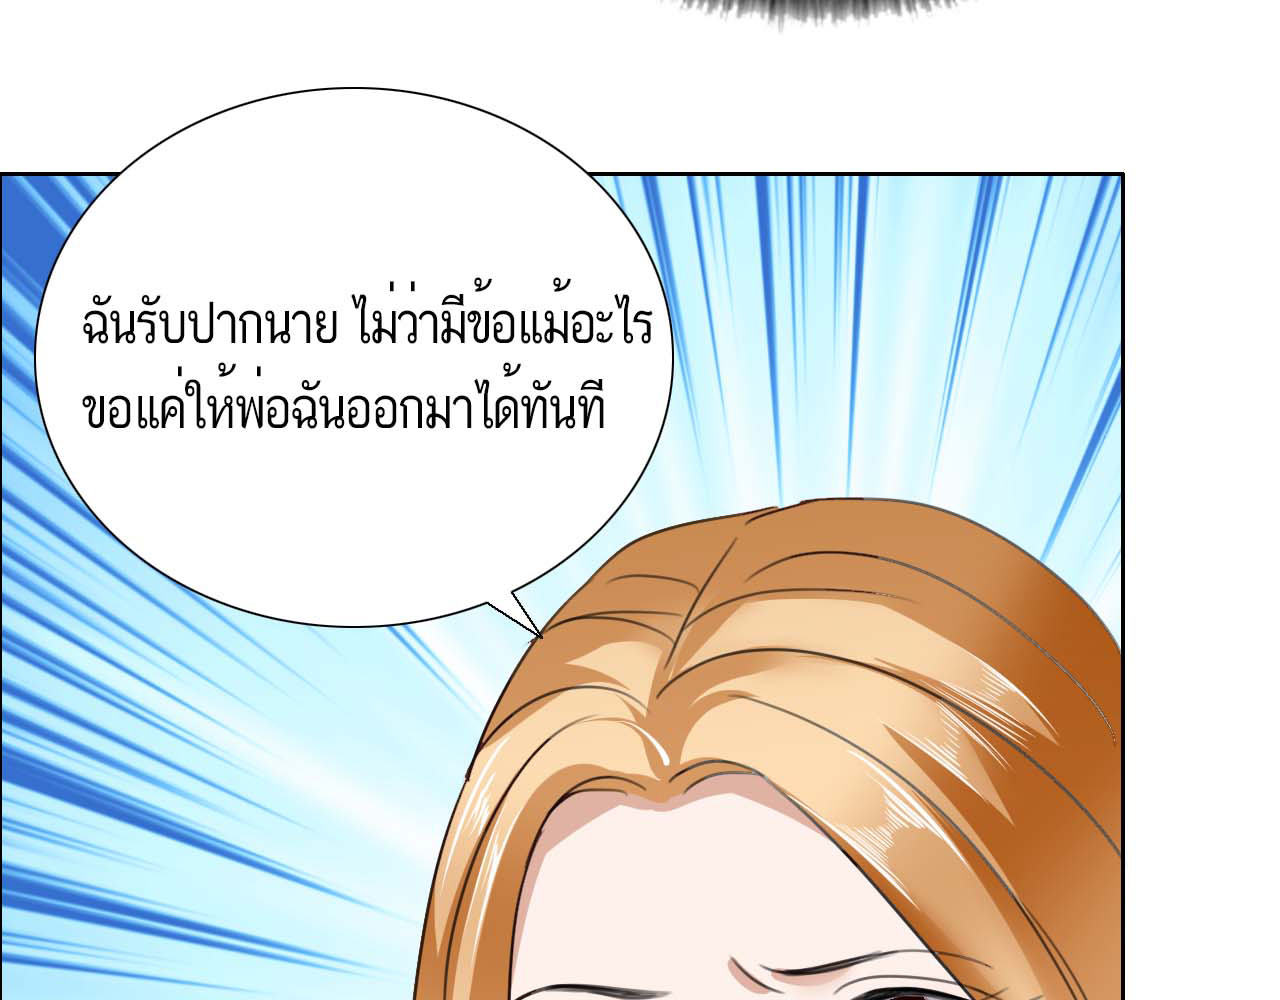 ฉันรับปากนาย ไม่ว่ามีข้อแม้อะไร
ขอแค่ให้พ่อฉันออกมาได้ทันที